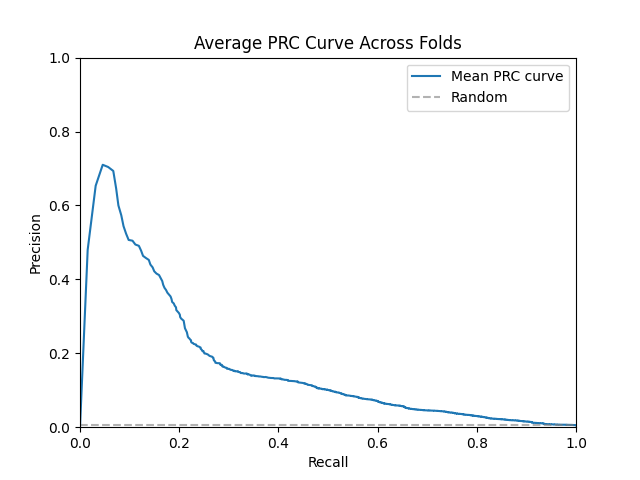 Average PRC Curve Across Folds
1.0
0.8
0.6
0.4
0.2
0.0
Precision
Mean PRC curve
Random
0.0 0.2 0.4 0.6 0.8 1.0
Recall